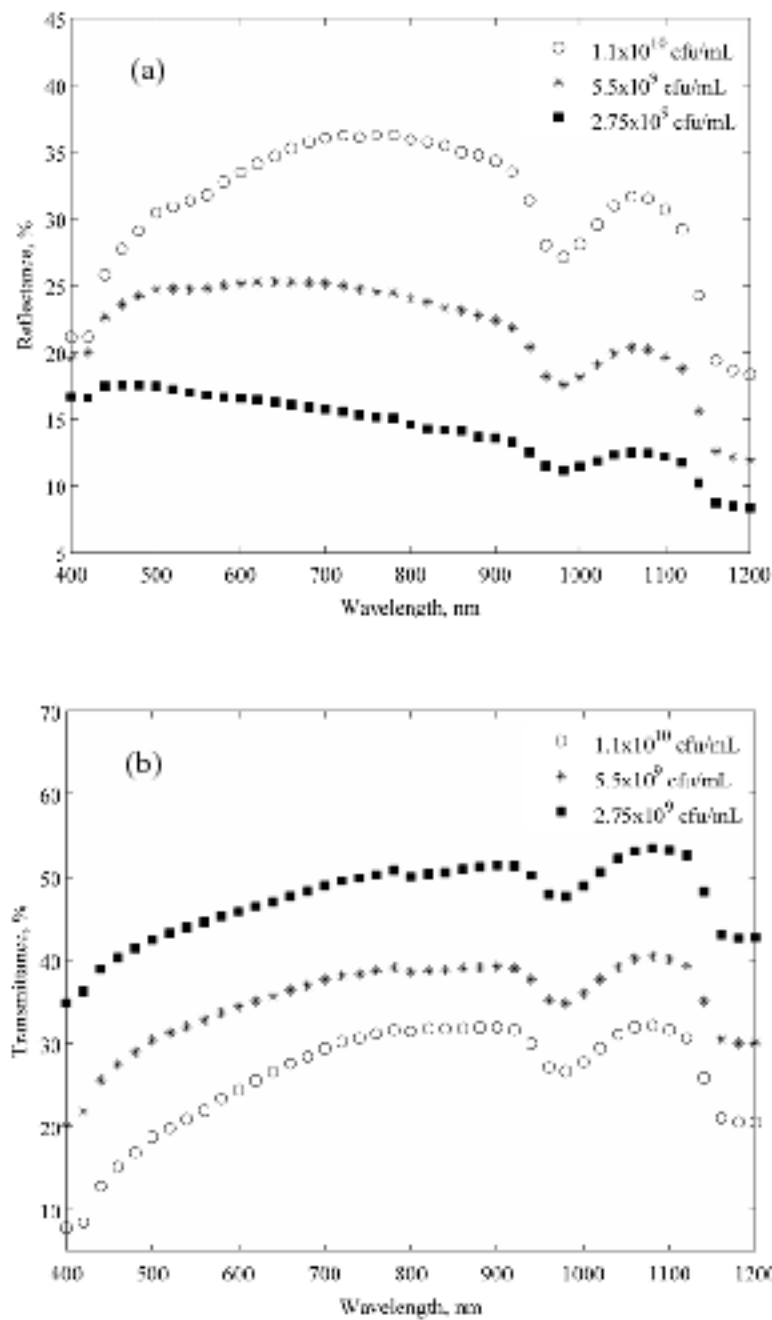 45
40
35
30
25
20
15
10
5
Reflectance, %
(a)
1.1x10^10 cfu/mL
5.5x10^9 cfu/mL
2.75x10^9 cfu/mL
400 500 600 700 800 900 1000 1100 1200
Wavelength, nm
70
60
50
40
30
20
10
Transmittance, %
(b)
1.1x10^10 cfu/mL
5.5x10^9 cfu/mL
2.75x10^9 cfu/mL
400 500 600 700 800 900 1000 1100 1200
Wavelength, nm